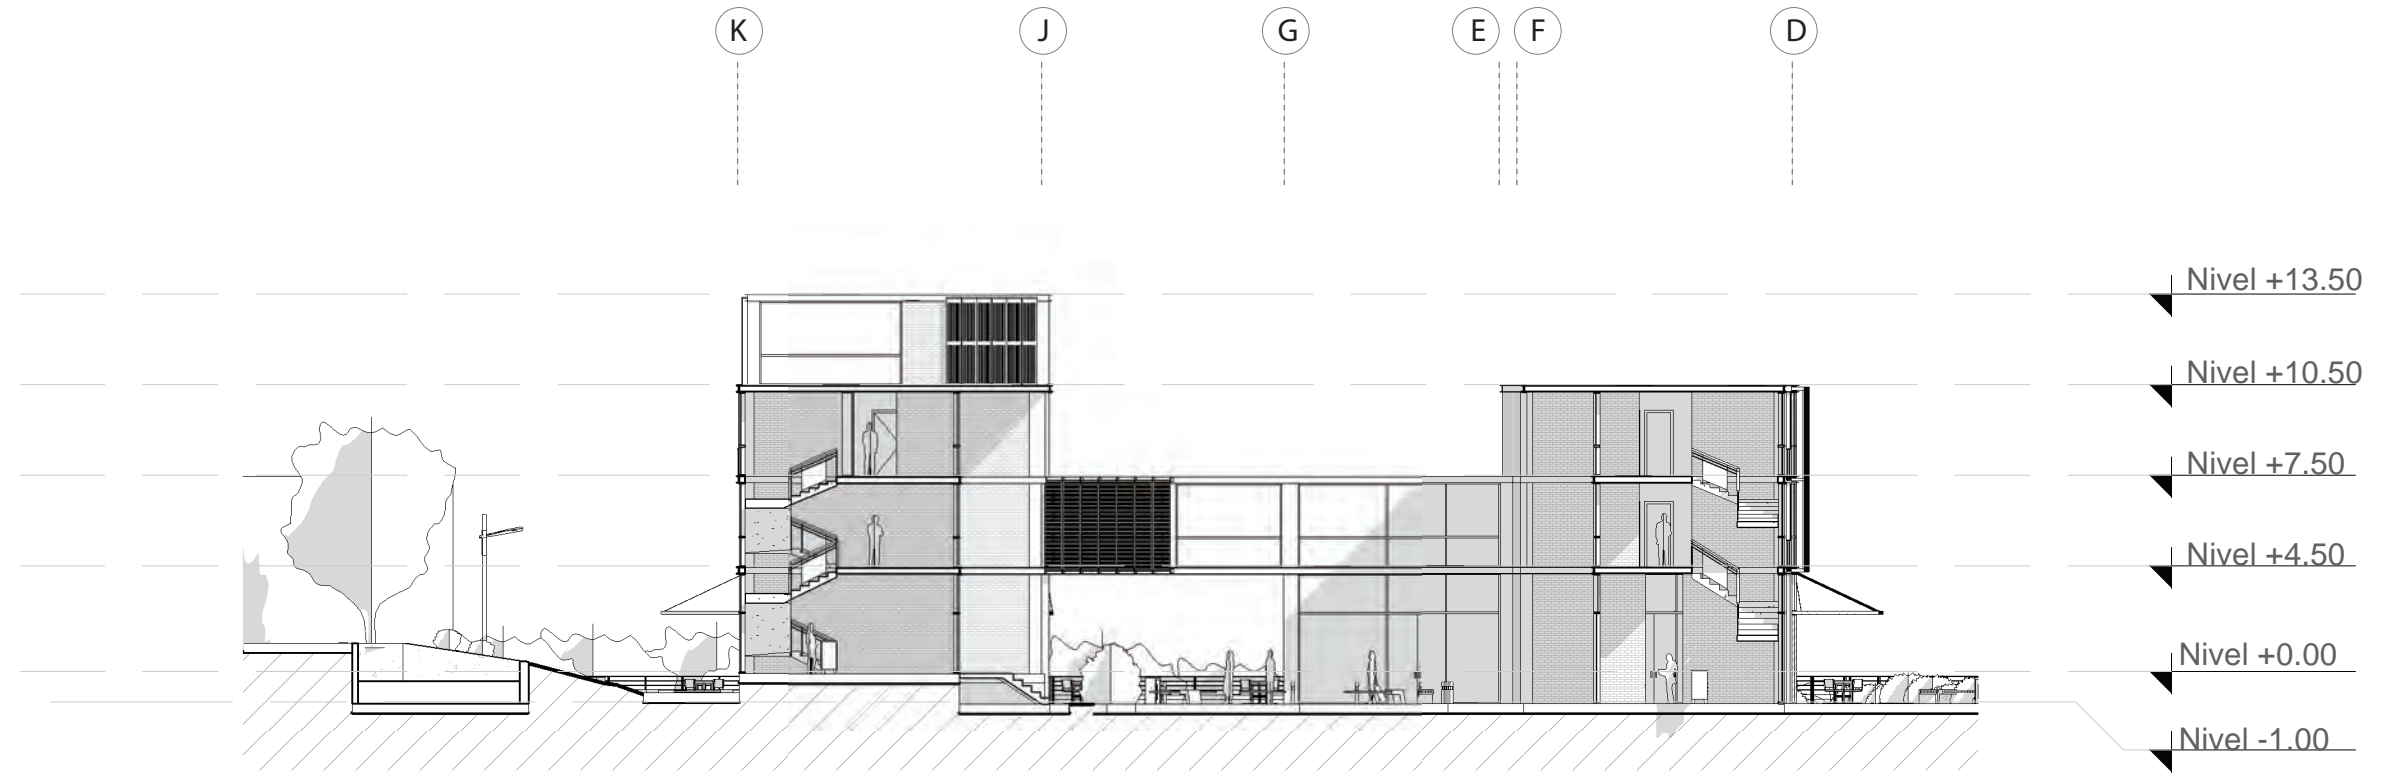 K J G E F D
Nivel +13.50
Nivel +10.50
Nivel +7.50
Nivel +4.50
Nivel +0.00
Nivel -1.00